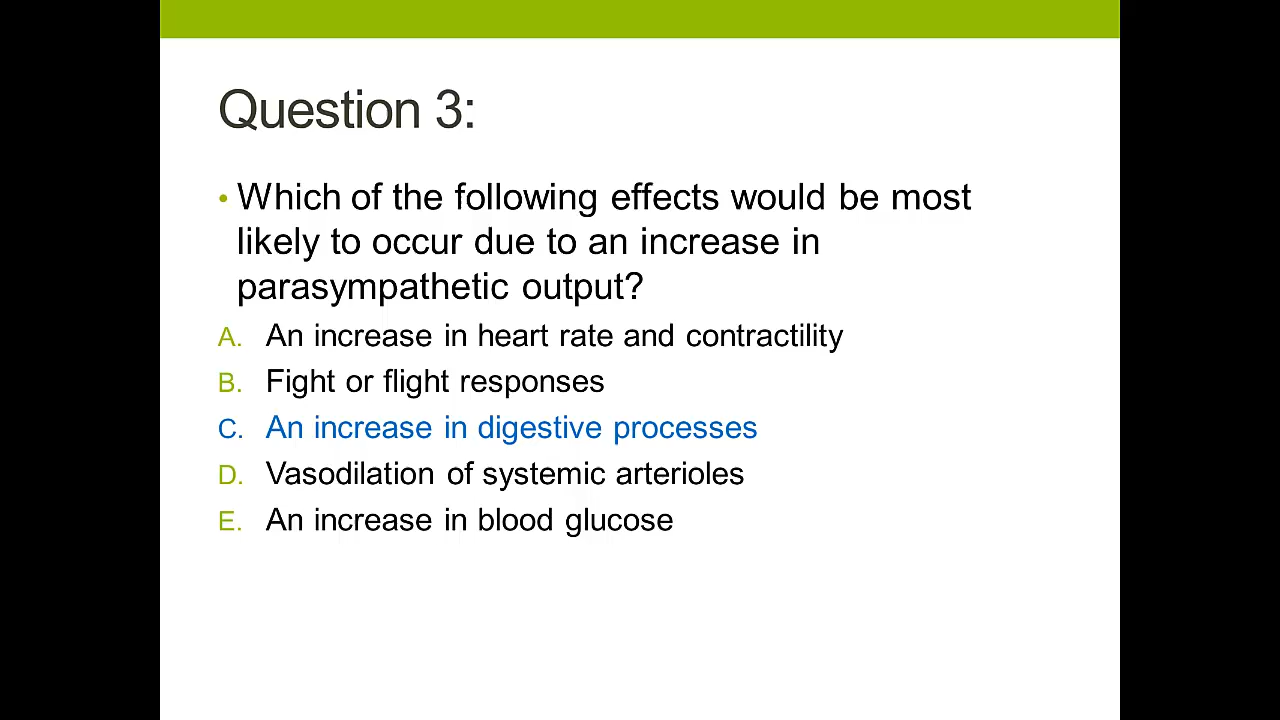 Question 3:
• Which of the following effects would be most
likely to occur due to an increase in
parasympathetic output?
A. An increase in heart rate and contractility
B. Fight or flight responses
C. An increase in digestive processes
D. Vasodilation of systemic arterioles
E. An increase in blood glucose